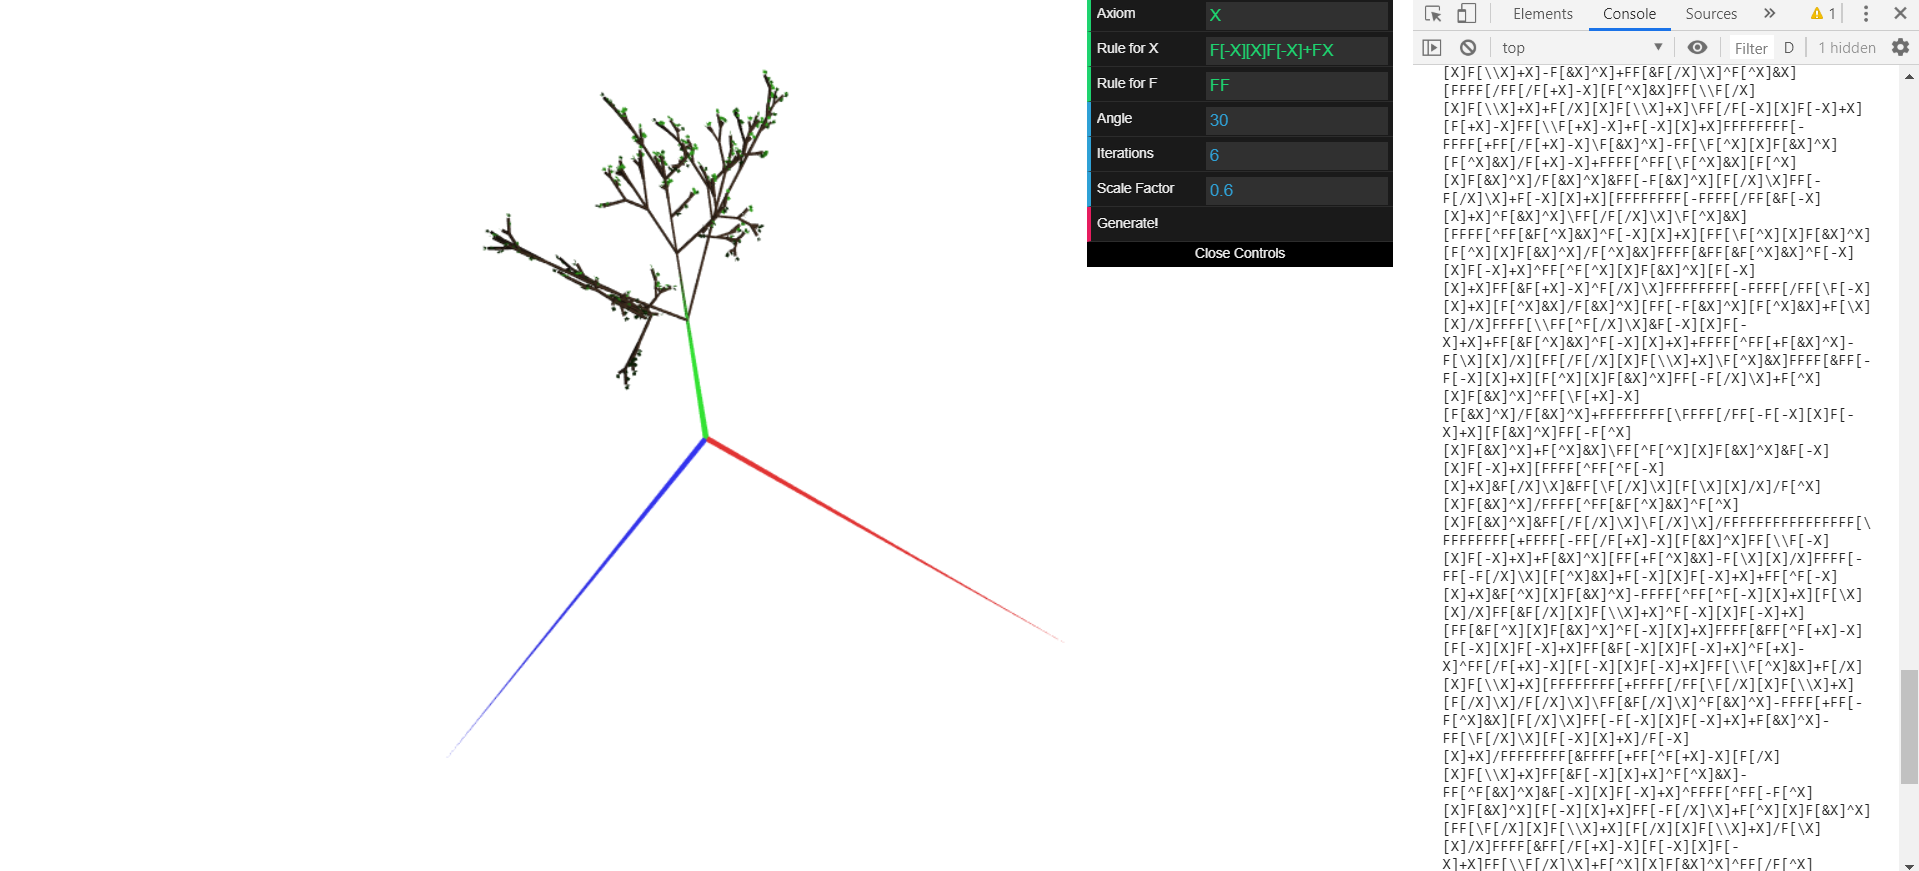 Axiom X
Rule for X F[-X][X]F[-X]+FX
Rule for F FF
Angle 30
Iterations 6
Scale Factor 0.6
Generate!
Close Controls
Elements Console Sources » 1
top Filter D 1 hidden
[X]F[\\X]+X]-F[&X]^X]+FF[&F[/X]\X]^F[^X]&X]
[FFFF[/FF[/F[+X]-X][F[^X]&X]FF[\\F[/X]
[X]F[\\X]+X]+F[/X][X]F[\\X]+X]\FF[/F[-X][X]F[-X]+X]
[F[+X]-X]FF[\\F[+X]-X]+F[-X][X]+X]FFFFFFFF[-
FFFF[+FF[/F[+X]-X]\F[&X]^X]-FF[\F[^X][X]F[&X]^X]
[F[^X]&X]/F[+X]-X]+FFFF[^FF[\F[^X]&X][F[^X]
[X]F[&X]^X]/F[&X]^X]&FF[-F[&X]^X][F[/X]\X]FF[-
F[/X]\X]+F[-X][X]+X][FFFFFFFF[-FFFF[/FF[&F[-X]
[X]+X]^F[&X]^X]\FF[/F[/X]\X]\F[^X]&X]
[FFFF[^FF[&F[^X]&X]^F[-X][X]+X][FF[\F[^X][X]F[&X]^X]
[F[^X][X]F[&X]^X]/F[^X]&X]FFFF[&FF[&F[^X]&X]^F[-X]
[X]F[-X]+X]^FF[^F[^X][X]F[&X]^X][F[-X]
[X]+X]FF[&F[+X]-X]^F[/X]\X]FFFFFFFF[-FFFF[/FF[\F[-X]
[X]+X][F[^X]&X]/F[&X]^X][FF[-F[&X]^X][F[^X]&X]+F[\X]
[X]/X]FFFF[\\FF[^F[/X]\X]&F[-X][X]F[-
X]+X]+FF[&F[^X]&X]^F[-X][X]+X]+FFFF[^FF[+F[&X]^X]-
F[\X][X]/X][FF[/F[/X][X]F[\\X]+X]\F[^X]&X]FFFF[&FF[-
F[-X][X]+X][F[^X][X]F[&X]^X]FF[-F[/X]\X]+F[^X]
[X]F[&X]^X]^FF[\F[+X]-X]
[F[&X]^X]/F[&X]^X]+FFFFFFFF[\FFFF[/FF[-F[-X][X]F[-
X]+X][F[&X]^X]FF[-F[^X]
[X]F[&X]^X]+F[^X]&X]\FF[^F[^X][X]F[&X]^X]&F[-X]
[X]F[-X]+X][FFFF[^FF[^F[-X]
[X]+X]&F[/X]\X]&FF[\F[/X]\X][F[\X][X]/X]/F[^X]
[X]F[&X]^X]/FFFF[^FF[&F[^X]&X]^F[^X]
[X]F[&X]^X]&FF[/F[/X]\X]\F[/X]\X]/FFFFFFFFFFFFFFFF[\
FFFFFFFF[+FFFF[-FF[/F[+X]-X][F[&X]^X]FF[\\F[-X]
[X]F[-X]+X]+F[&X]^X][FF[+F[^X]&X]-F[\X][X]/X]FFFF[-
FF[-F[/X]\X][F[^X]&X]+F[-X][X]F[-X]+X]+FF[^F[-X]
[X]+X]&F[^X][X]F[&X]^X]-FFFF[^FF[^F[-X][X]+X][F[\X]
[X]/X]FF[&F[/X][X]F[\\X]+X]^F[-X][X]F[-X]+X]
[FF[&F[^X][X]F[&X]^X]^F[-X][X]+X]FFFF[&FF[^F[+X]-X]
[F[-X][X]F[-X]+X]FF[&F[-X][X]F[-X]+X]^F[+X]-
X]^FF[/F[+X]-X][F[-X][X]F[-X]+X]FF[\\F[^X]&X]+F[/X]
[X]F[\\X]+X][FFFFFFFF[+FFFF[/FF[\F[/X][X]F[\\X]+X]
[F[/X]\X]/F[/X]\X]\FF[&F[/X]\X]^F[&X]^X]-FFFF[+FF[-
F[^X]&X][F[/X]\X]FF[-F[-X][X]F[-X]+X]+F[&X]^X]-
FF[\F[/X]\X][F[-X][X]+X]/F[-X]
[X]+X]/FFFFFFFF[&FFFF[+FF[^F[+X]-X][F[/X]
[X]F[\\X]+X]FF[&F[-X][X]+X]^F[^X]&X]-
FF[^F[&X]^X]&F[-X][X]F[-X]+X]^FFFF[^FF[-F[^X]
[X]F[&X]^X][F[-X][X]+X]FF[-F[/X]\X]+F[^X][X]F[&X]^X]
[FF[\F[/X][X]F[\\X]+X][F[/X][X]F[\\X]+X]/F[\X]
[X]/X]FFFF[&FF[/F[+X]-X][F[-X][X]F[-
X]+X]FF[\\F[/X]\X]+F[^X][X]F[&X]^X]^FF[/F[^X]